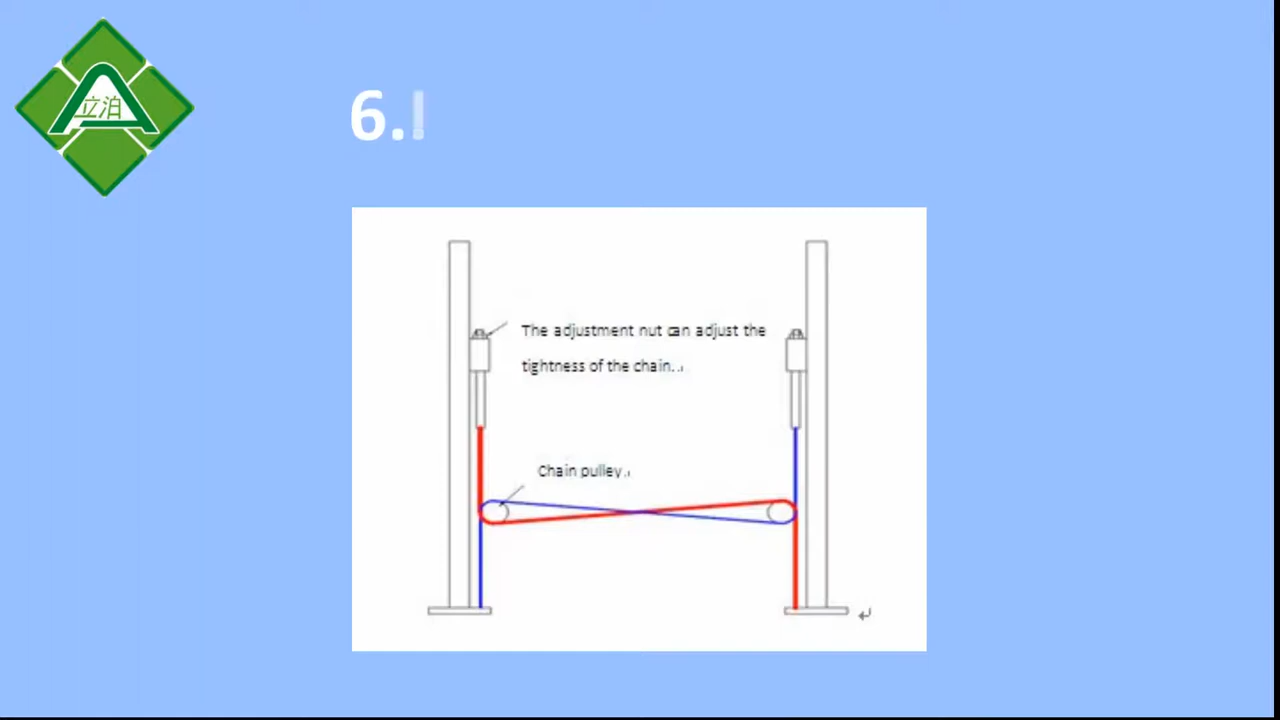 立泊
6.
The adjustment nut can adjust the
tightness of the chain.
Chain pulley.